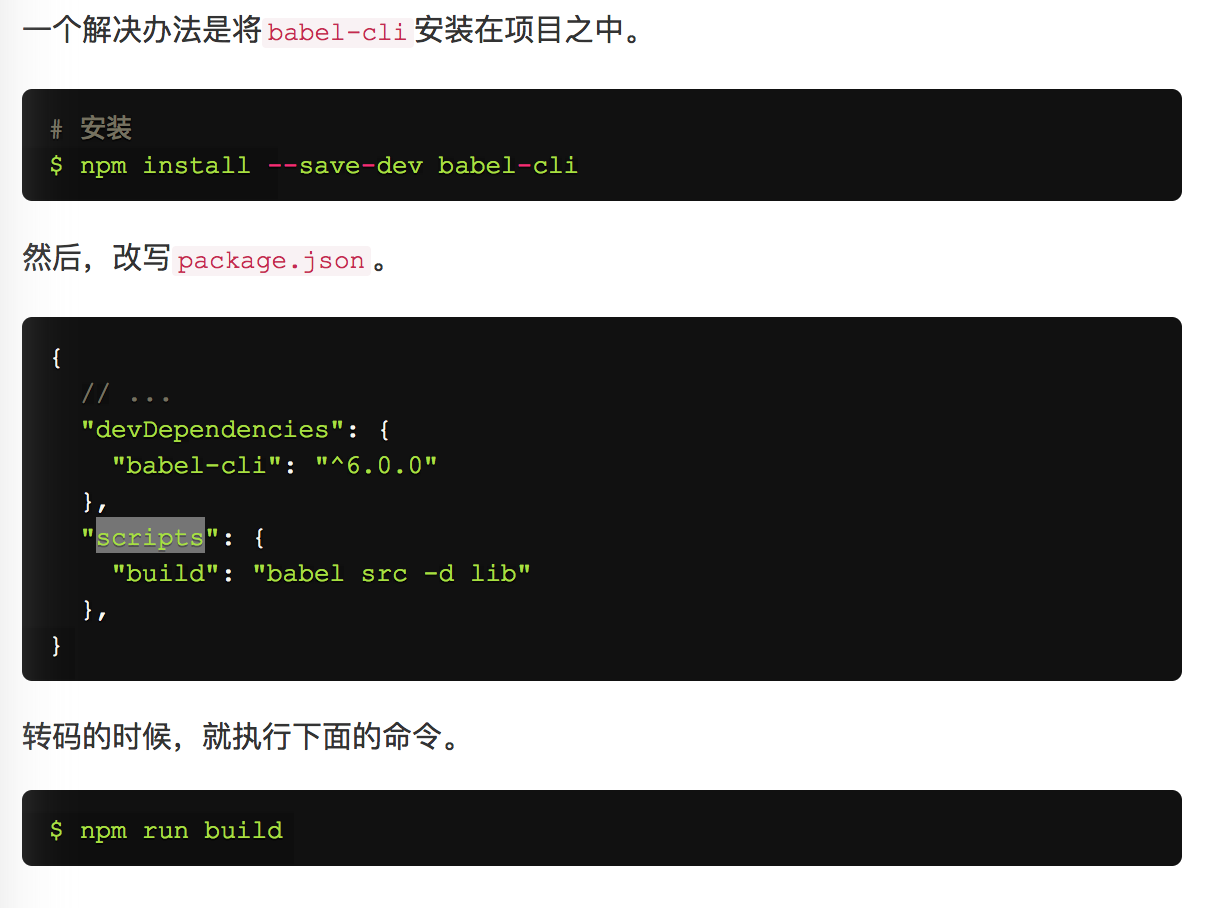 一个解决办法是将babel-cli安装在项目之中。
# 安装
$ npm install --save-dev babel-cli
然后，改写package.json。
{
  // ...
  "devDependencies": {
    "babel-cli": "^6.0.0"
  },
  "scripts": {
    "build": "babel src -d lib"
  },
}
转码的时候，就执行下面的命令。
$ npm run build